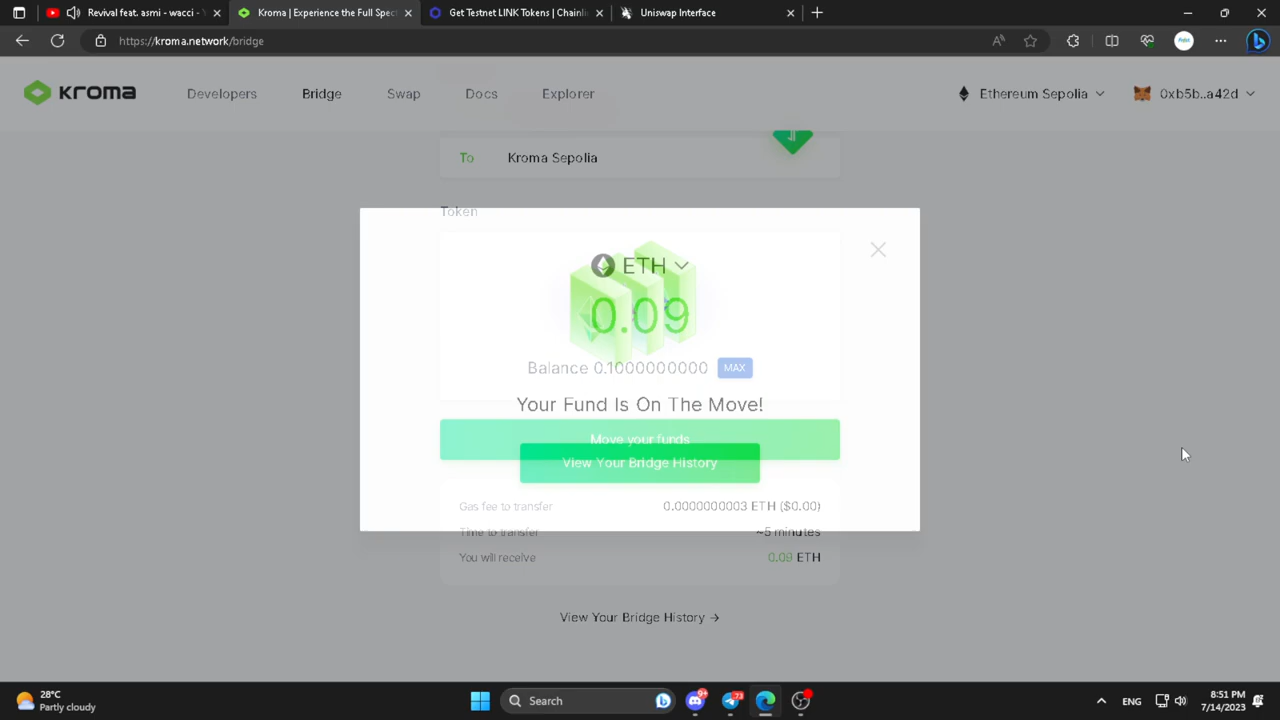 Revival feat. asmi - wacci -
Kroma | Experience the Full Spect
Get Testnet LINK Tokens | Chainli
Uniswap Interface
https://kroma.network/bridge
Kroma
Developers
Bridge
Swap
Docs
Explorer
Ethereum Sepolia
0xb5b..a42d
To
Kroma Sepolia
Token
ETH
0.09
Balance 0.1000000000
MAX
Your Fund Is On The Move!
Move your funds
View Your Bridge History
Gas fee to transfer
0.0000000003 ETH ($0.00)
Time to transfer
~5 minutes
You will receive
0.09 ETH
View Your Bridge History →
28°C
Partly cloudy
Search
9+
73
ENG
8:51 PM
7/14/2023